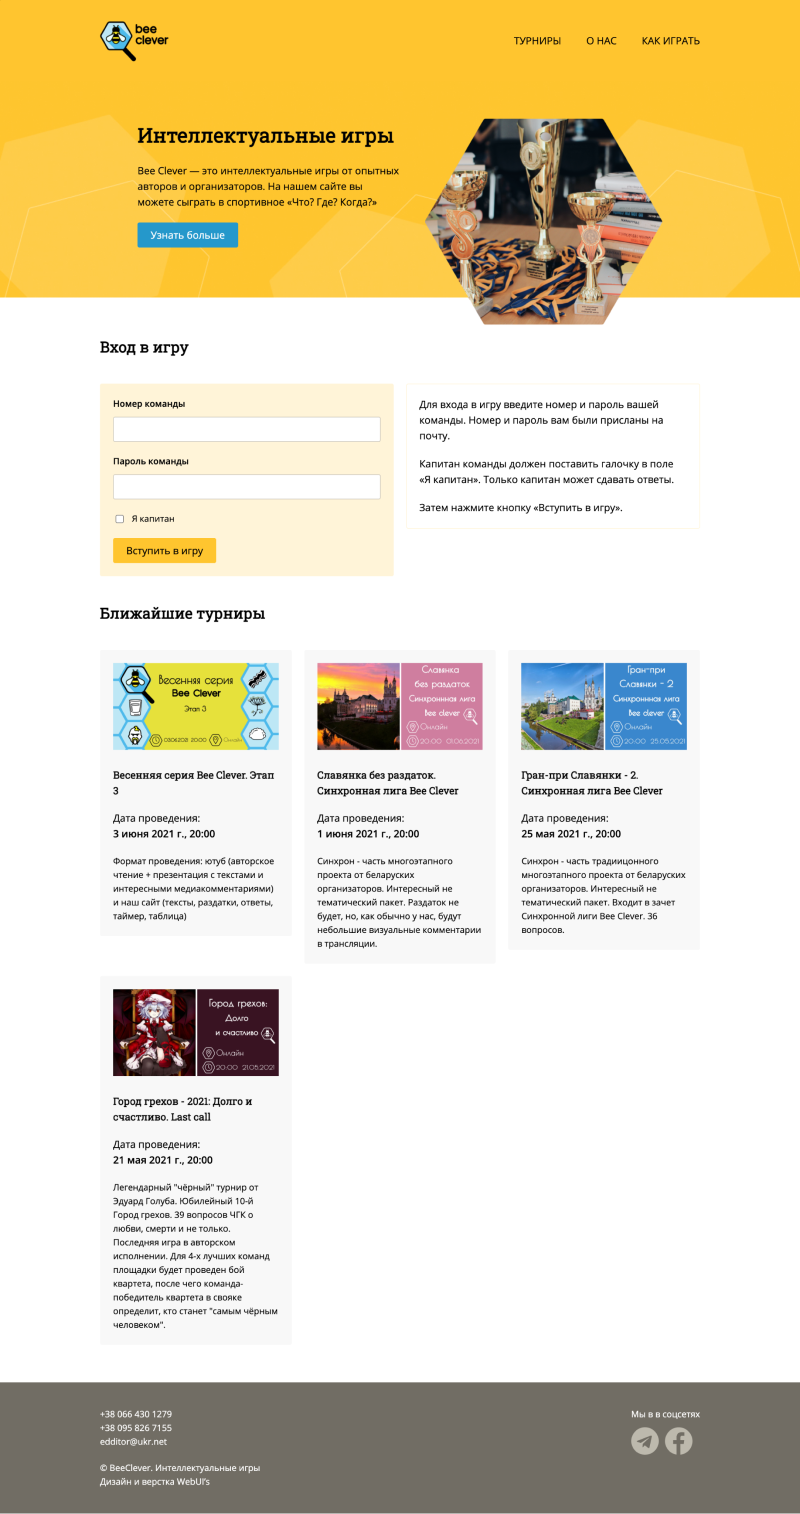 bee
clever
ТУРНИРЫ
О НАС
КАК ИГРАТЬ
Интеллектуальные игры
Bee Clever — это интеллектуальные игры от опытных
авторов и организаторов. На нашем сайте вы
можете сыграть в спортивное «Что? Где? Когда?»
Узнать больше
Вход в игру
Номер команды
Пароль команды
Я капитан
Вступить в игру
Для входа в игру введите номер и пароль вашей
команды. Номер и пароль вам были присланы на
почту.
Капитан команды должен поставить галочку в поле
«Я капитан». Только капитан может сдавать ответы.
Затем нажмите кнопку «Вступить в игру».
Ближайшие турниры
Весенняя серия
Bee Clever
Этап 3
03.06.2021 20:00 Онлайн
Весенняя серия Bee Clever. Этап
3
Дата проведения:
3 июня 2021 г., 20:00
Формат проведения: ютуб (авторское
чтение + презентация с текстами и
интересными медиакомментариями)
и наш сайт (тексты, раздатки, ответы,
таймер, таблица)
Славянка
без раздаток
Синхронная лига
Bee clever
Онлайн
20:00 01.06.2021
Славянка без раздаток.
Синхронная лига Bee Clever
Дата проведения:
1 июня 2021 г., 20:00
Синхрон - часть многоэтапного
проекта от беларуских
организаторов. Интересный не
тематический пакет. Раздаток не
будет, но, как обычно у нас, будут
небольшие визуальные комментарии
в трансляции.
Гран-при
Славянки - 2
Синхронная лига
Bee clever
Онлайн
20:00 25.05.2021
Гран-при Славянки - 2.
Синхронная лига Bee Clever
Дата проведения:
25 мая 2021 г., 20:00
Синхрон - часть традиицонного
многоэтапного проекта от беларуских
организаторов. Интересный не
тематический пакет. Входит в зачет
Синхронной лиги Bee Clever. 36
вопросов.
Город грехов:
Долго
и счастливо
Онлайн
20:00 21.05.2021
Город грехов - 2021: Долго и
счастливо. Last call
Дата проведения:
21 мая 2021 г., 20:00
Легендарный "чёрный" турнир от
Эдуард Голуба. Юбилейный 10-й
Город грехов. 39 вопросов ЧГК о
любви, смерти и не только.
Последняя игра в авторском
исполнении. Для 4-х лучших команд
площадки будет проведен бой
квартета, после чего команда-
победитель квартета в свояке
определит, кто станет "самым чёрным
человеком".
+38 066 430 1279
+38 095 826 7155
edditor@ukr.net
© BeeClever. Интеллектуальные игры
Дизайн и верстка WebUI's
Мы в в соцсетях